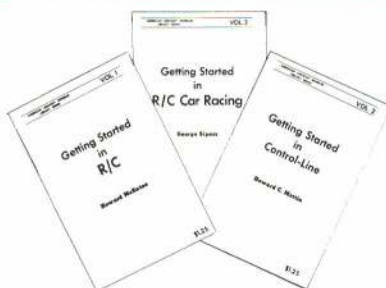 VOL 1
Getting Started
in
R/C
Howard McEntee
$1.25
VOL 2
Getting Started
in
R/C Car Racing
George Siposs
VOL 3
Getting Started
in
Control-Line
Howard C. Mottin
$1.25